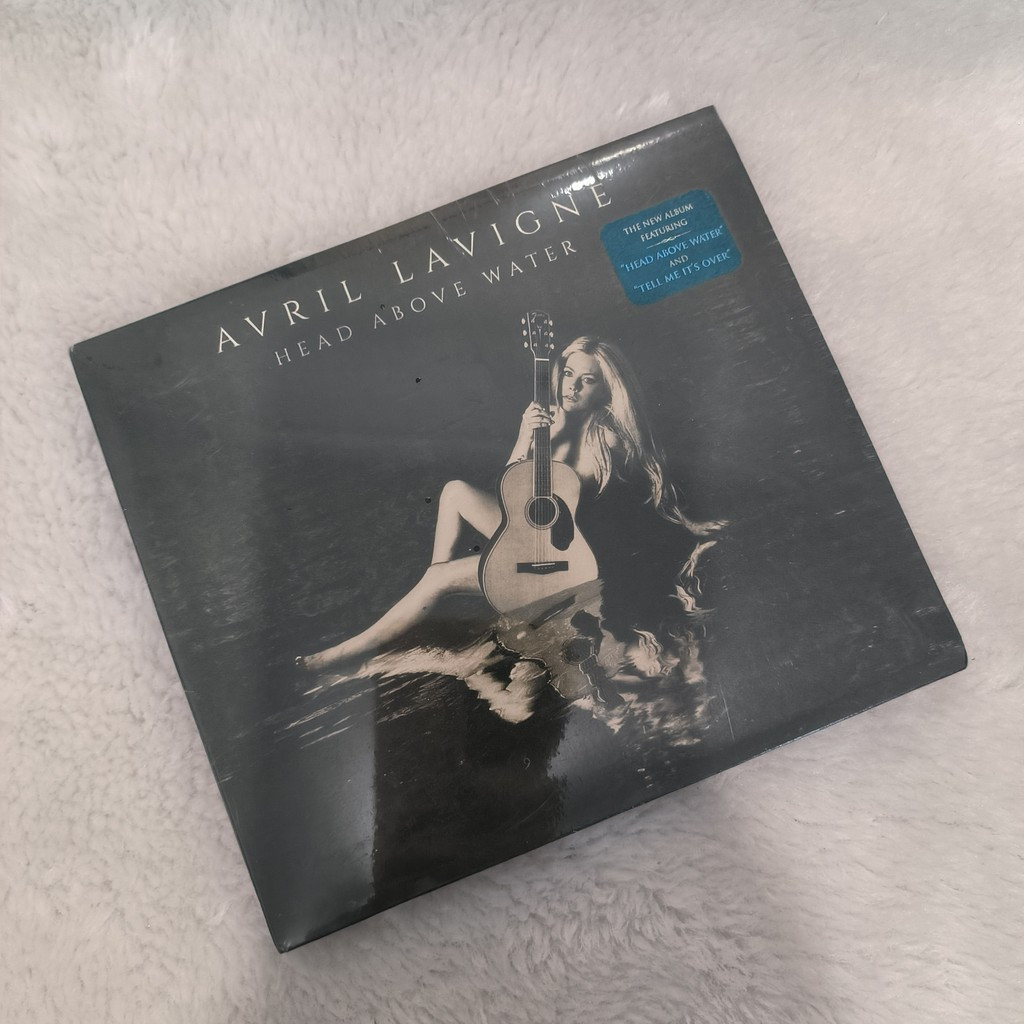 AVRIL LAVIGNE
HEAD ABOVE WATER
THE NEW ALBUM
FEATURING
"HEAD ABOVE WATER"
AND
"TELL ME IT'S OVER"